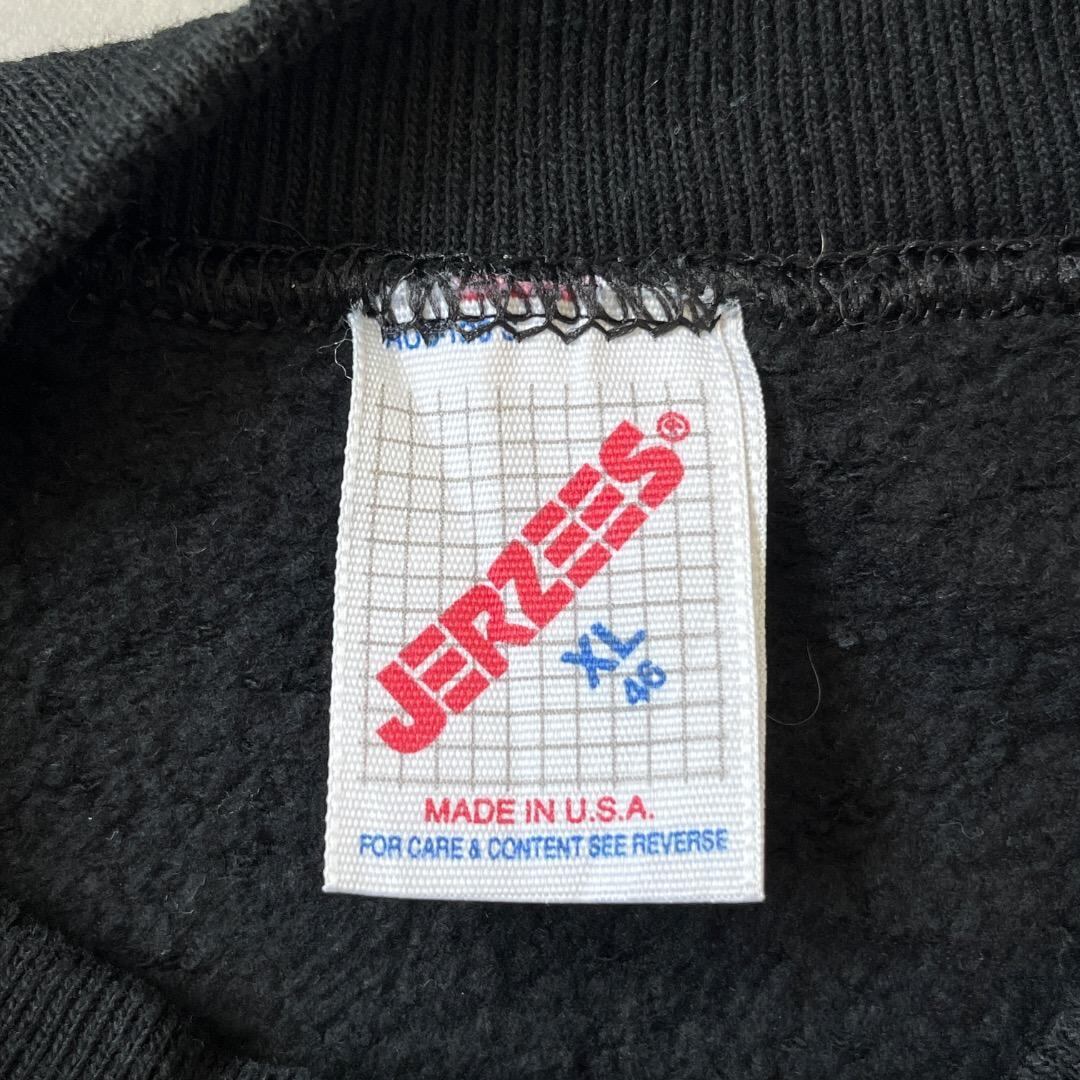 JERZEES®
XL
46
MADE IN U.S.A.
FOR CARE & CONTENT SEE REVERSE